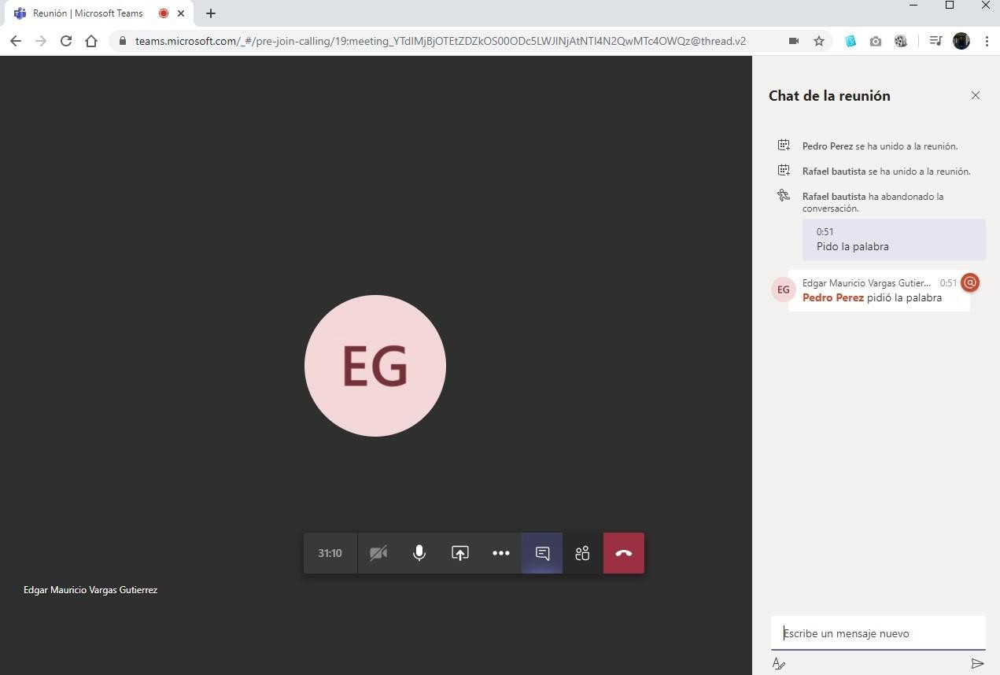 Reunión | Microsoft Teams
teams.microsoft.com/_#/pre-join-calling/19:meeting_YTdlMjBjOTEtZDZkOS00ODc5LWJlNjAtNTI4N2QwMTc4OWQz@thread.v2
Chat de la reunión
Pedro Perez se ha unido a la reunión.
Rafael bautista se ha unido a la reunión.
Rafael bautista ha abandonado la
conversación.
0:51
Pido la palabra
EG
Edgar Mauricio Vargas Gutier... 0:51
Pedro Perez pidió la palabra
EG
31:10
Edgar Mauricio Vargas Gutierrez
Escribe un mensaje nuevo